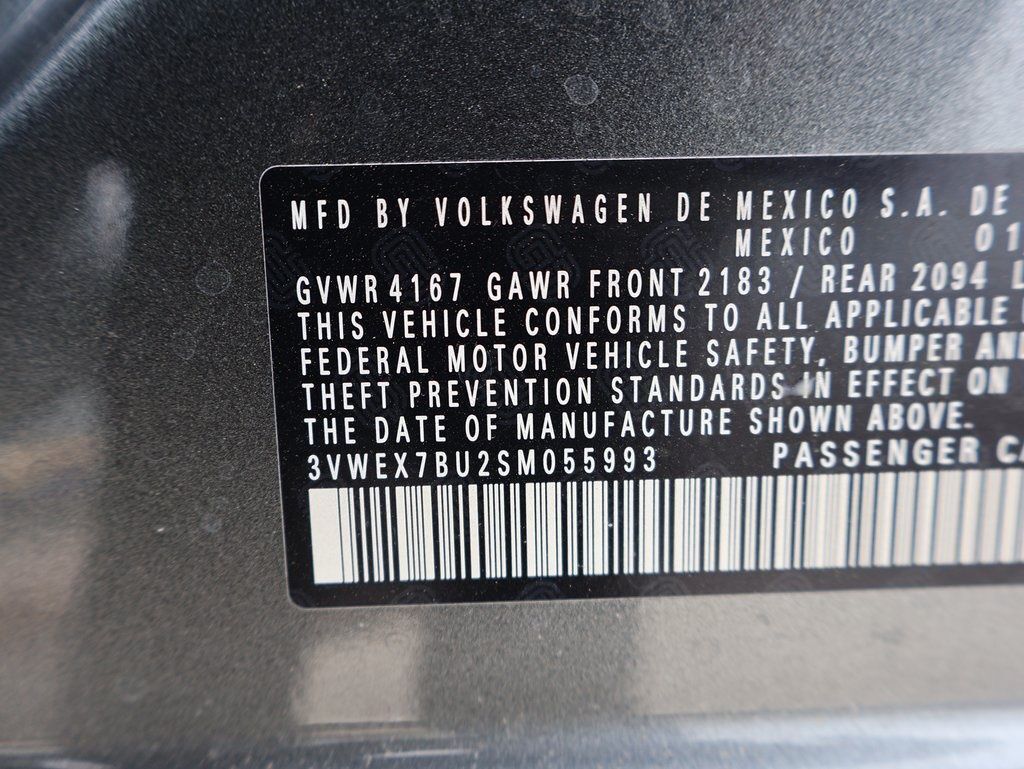 MFD BY VOLKSWAGEN DE MEXICO S.A. DE
MEXICO 01
GVWR 4167 GAWR FRONT 2183 / REAR 2094 L
THIS VEHICLE CONFORMS TO ALL APPLICABLE
FEDERAL MOTOR VEHICLE SAFETY, BUMPER AND
THEFT PREVENTION STANDARDS IN EFFECT ON
THE DATE OF MANUFACTURE SHOWN ABOVE.
3VWEX7BU2SM055993 PASSENGER CA